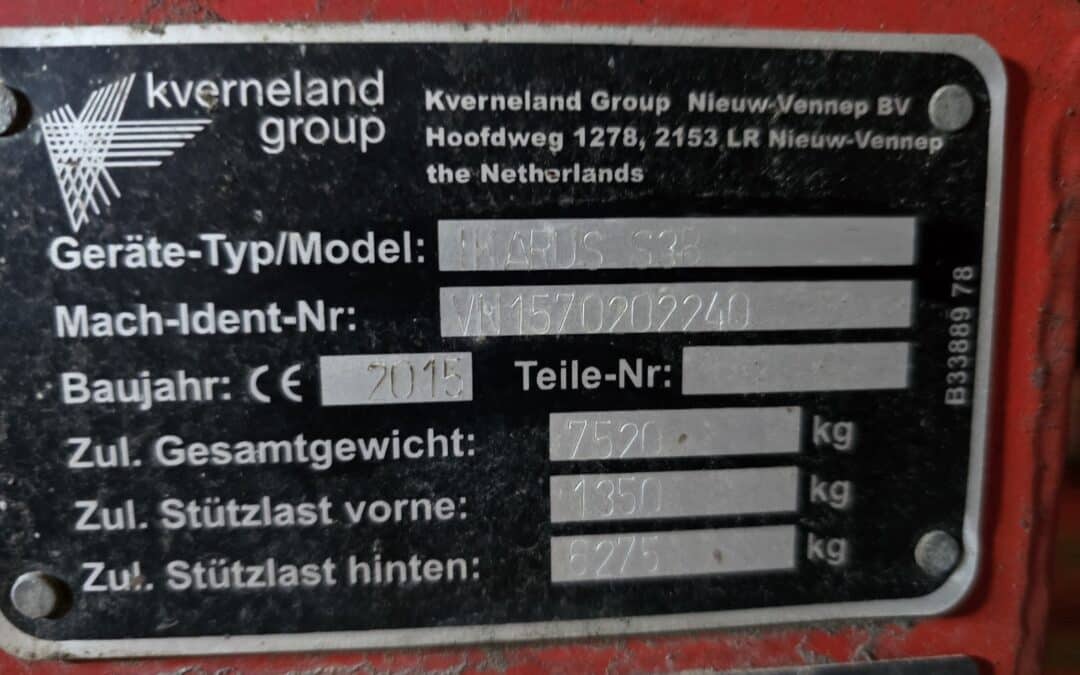 kverneland
group
Kverneland Group Nieuw-Vennep BV
Hoofdweg 1278, 2153 LR Nieuw-Vennep
the Netherlands
Geräte-Typ/Model: IKARUS S38
Mach-Ident-Nr: VN1570202240
Baujahr: CE 2015 Teile-Nr:
Zul. Gesamtgewicht: 7520 kg
Zul. Stützlast vorne: 1350 kg
Zul. Stützlast hinten: 6275 kg
B33889 78